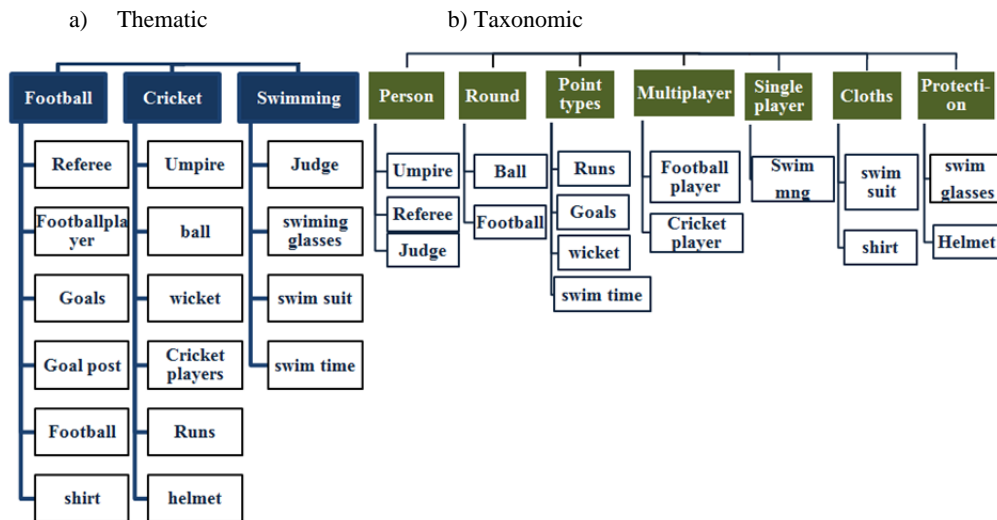 a) Thematic
b) Taxonomic
Football
Cricket
Swimming
Referee
Umpire
Judge
Footballpla
yer
ball
swiming
glasses
Goals
wicket
swim suit
Goal post
Cricket
players
swim time
Football
Runs
shirt
helmet
Person
Round
Point
types
Multiplayer
Single
player
Cloths
Protecti-
on
Umpire
Referee
Judge
Ball
Football
Runs
Goals
wicket
swim time
Football
player
Cricket
player
Swim
mng
swim
suit
shirt
swim
glasses
Helmet